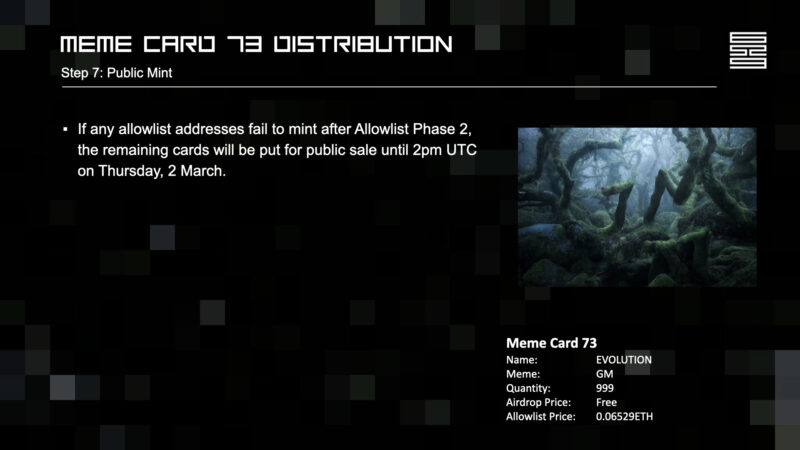 MEME CARD 73 DISTRIBUTION
Step 7: Public Mint
▪ If any allowlist addresses fail to mint after Allowlist Phase 2,
the remaining cards will be put for public sale until 2pm UTC
on Thursday, 2 March.
Meme Card 73
Name: EVOLUTION
Meme: GM
Quantity: 999
Airdrop Price: Free
Allowlist Price: 0.06529ETH